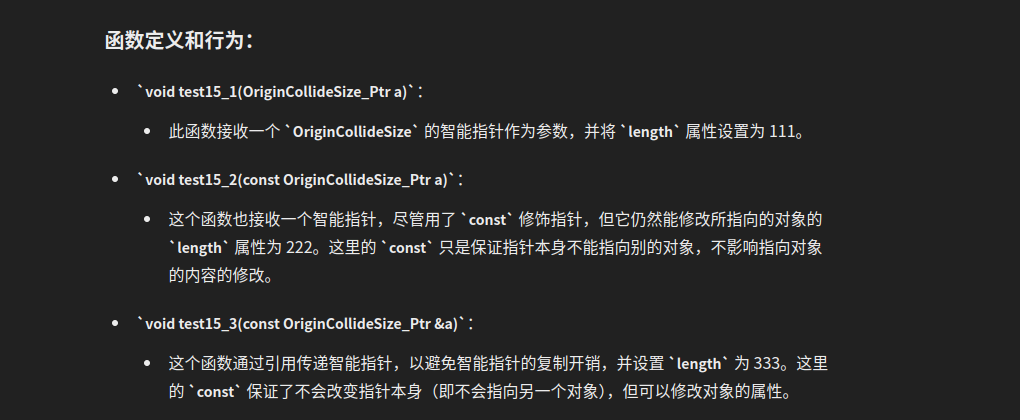 函数定义和行为：
• `void test15_1(OriginCollideSize_Ptr a)`：
• 此函数接收一个 `OriginCollideSize` 的智能指针作为参数，并将 `length` 属性设置为 111。
• `void test15_2(const OriginCollideSize_Ptr a)`：
• 这个函数也接收一个智能指针，尽管用了 `const` 修饰指针，但它仍然能修改所指向的对象的
`length` 属性为 222。这里的 `const` 只是保证指针本身不能指向别的对象，不影响指向对象
的内容的修改。
• `void test15_3(const OriginCollideSize_Ptr &a)`：
• 这个函数通过引用传递智能指针，以避免智能指针的复制开销，并设置 `length` 为 333。这里
的 `const` 保证了不会改变指针本身（即不会指向另一个对象），但可以修改对象的属性。